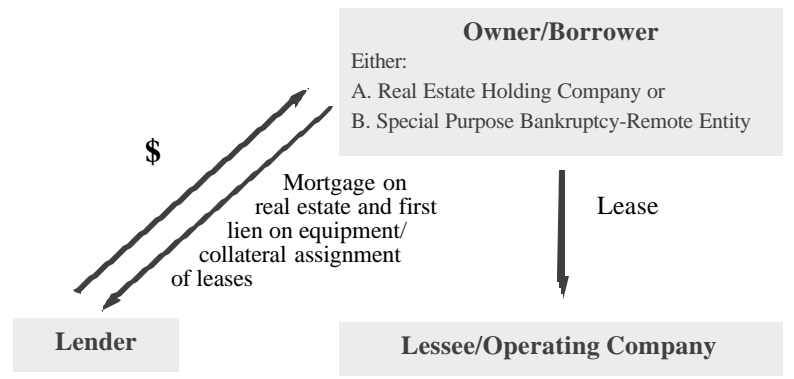 Owner/Borrower
Either:
A. Real Estate Holding Company or
B. Special Purpose Bankruptcy-Remote Entity
$
Mortgage on
real estate and first
lien on equipment/
collateral assignment
of leases
Lease
Lender
Lessee/Operating Company